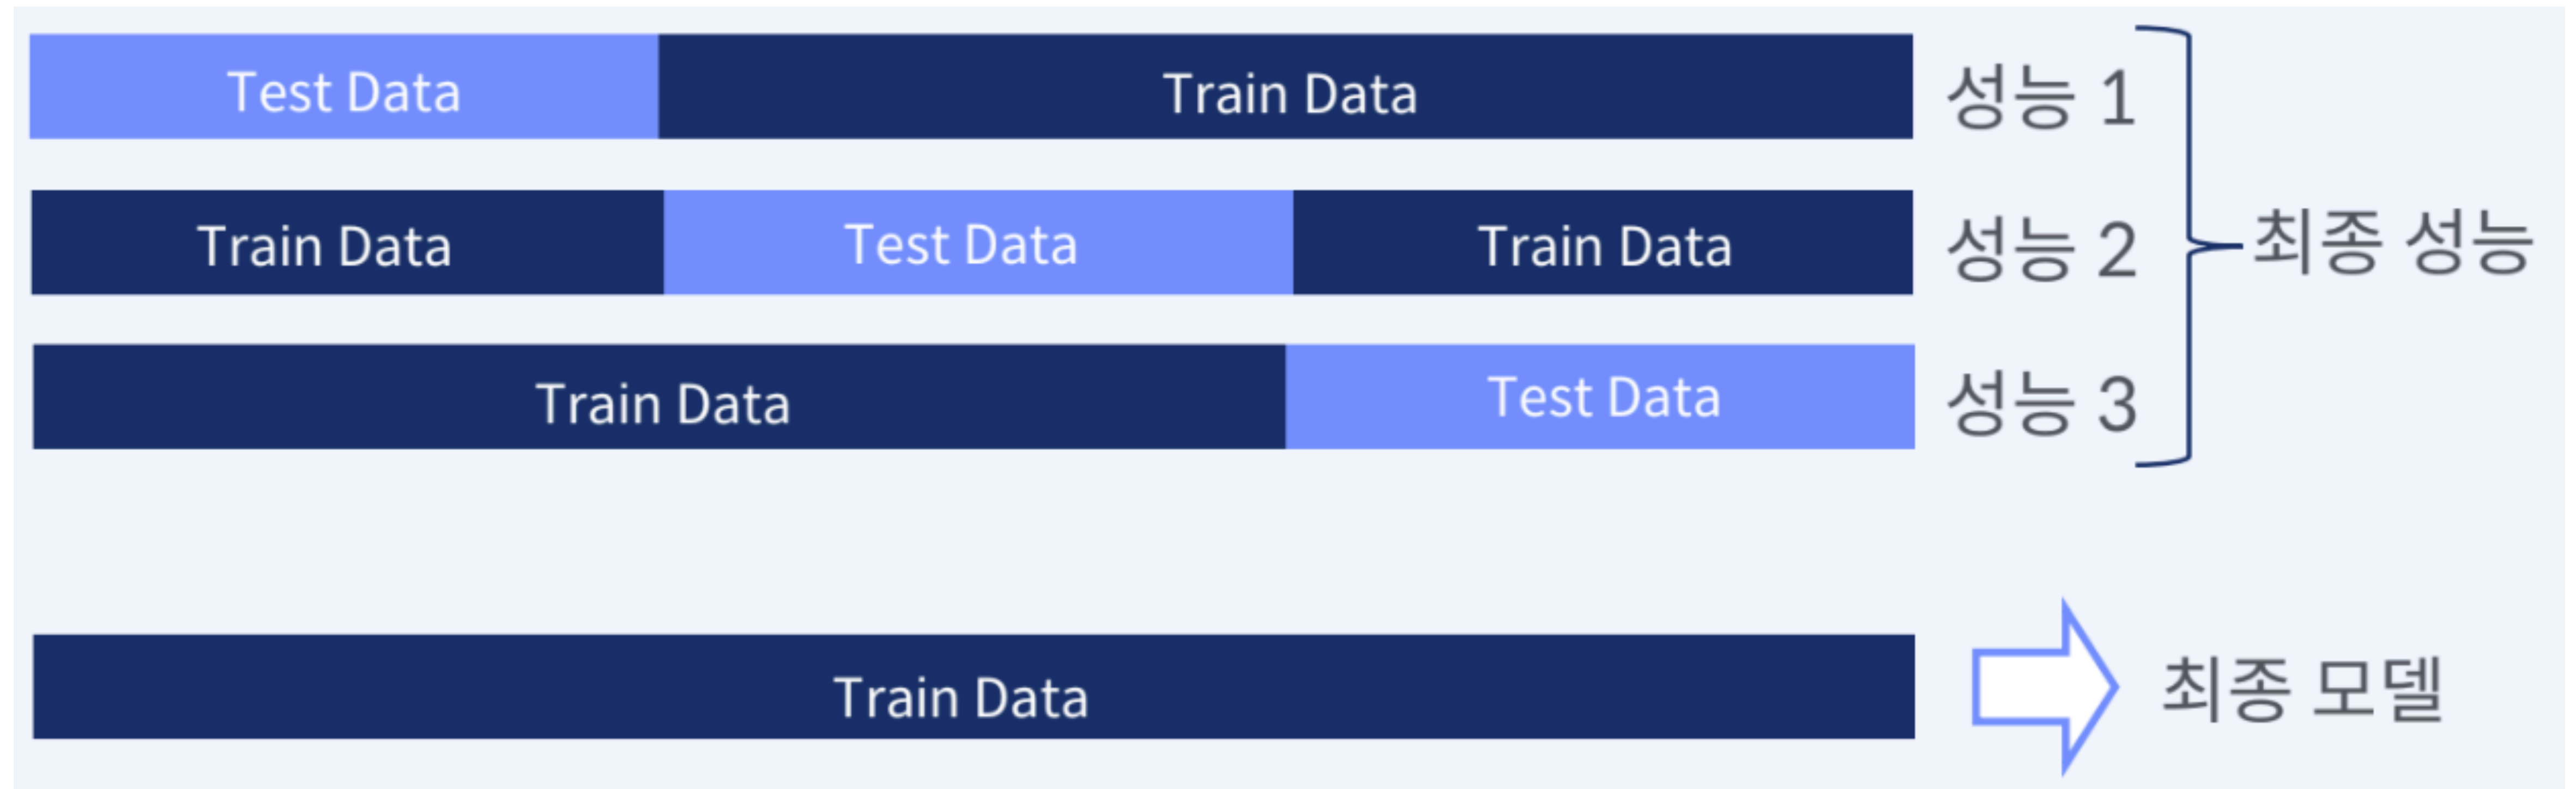 Test Data Train Data 성능 1
Train Data Test Data Train Data 성능 2
최종 성능
Train Data Test Data 성능 3
Train Data 최종 모델